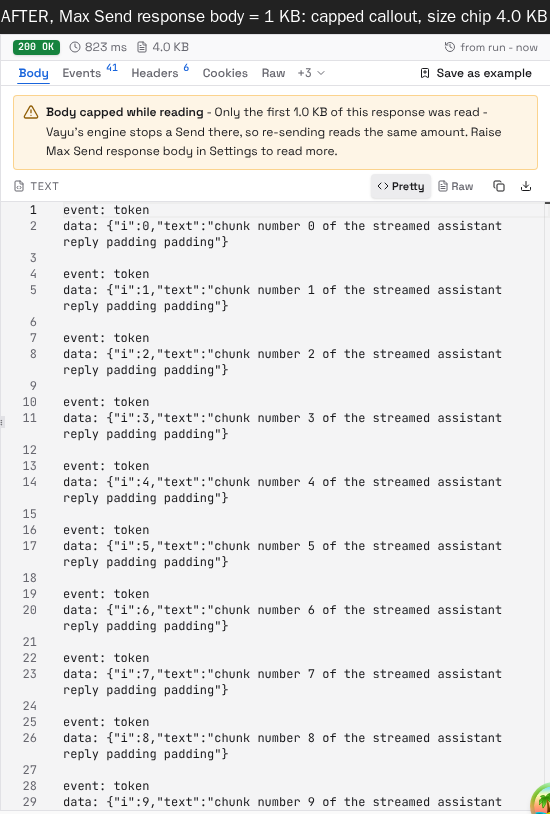 AFTER, Max Send response body = 1 KB: capped callout, size chip 4.0 KB
200 OK 823 ms 4.0 KB from run - now
Body Events 41 Headers 6 Cookies Raw +3 Save as example
Body capped while reading - Only the first 1.0 KB of this response was read -
Vayu's engine stops a Send there, so re-sending reads the same amount. Raise
Max Send response body in Settings to read more.
TEXT Pretty Raw
1 event: token
2 data: {"i":0,"text":"chunk number 0 of the streamed assistant
reply padding padding"}
3
4 event: token
5 data: {"i":1,"text":"chunk number 1 of the streamed assistant
reply padding padding"}
6
7 event: token
8 data: {"i":2,"text":"chunk number 2 of the streamed assistant
reply padding padding"}
9
10 event: token
11 data: {"i":3,"text":"chunk number 3 of the streamed assistant
reply padding padding"}
12
13 event: token
14 data: {"i":4,"text":"chunk number 4 of the streamed assistant
reply padding padding"}
15
16 event: token
17 data: {"i":5,"text":"chunk number 5 of the streamed assistant
reply padding padding"}
18
19 event: token
20 data: {"i":6,"text":"chunk number 6 of the streamed assistant
reply padding padding"}
21
22 event: token
23 data: {"i":7,"text":"chunk number 7 of the streamed assistant
reply padding padding"}
24
25 event: token
26 data: {"i":8,"text":"chunk number 8 of the streamed assistant
reply padding padding"}
27
28 event: token
29 data: {"i":9,"text":"chunk number 9 of the streamed assistant